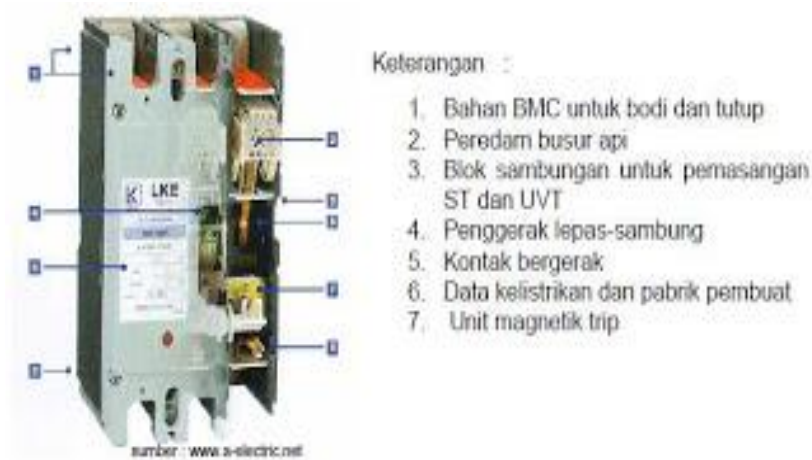 Keterangan :
1. Bahan BMC untuk bodi dan tutup
2. Peredam busur api
3. Blok sambungan untuk pemasangan
ST dan UVT
4. Penggerak lepas-sambung
5. Kontak bergerak
6. Data kelistrikan dan pabrik pembuat
7. Unit magnetik trip
LKE
sumber : www.a-electric.net